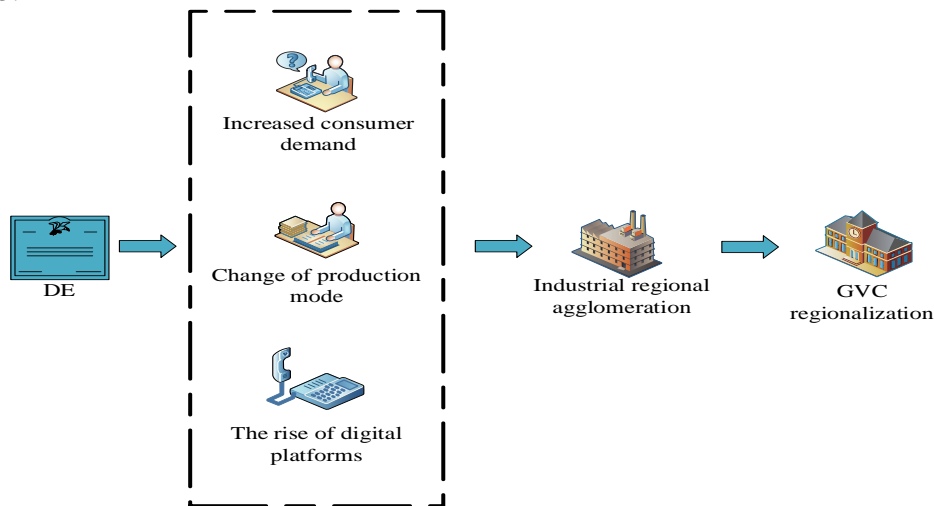 Increased consumer
demand
Change of production
mode
The rise of digital
platforms
DE
Industrial regional
agglomeration
GVC
regionalization
?